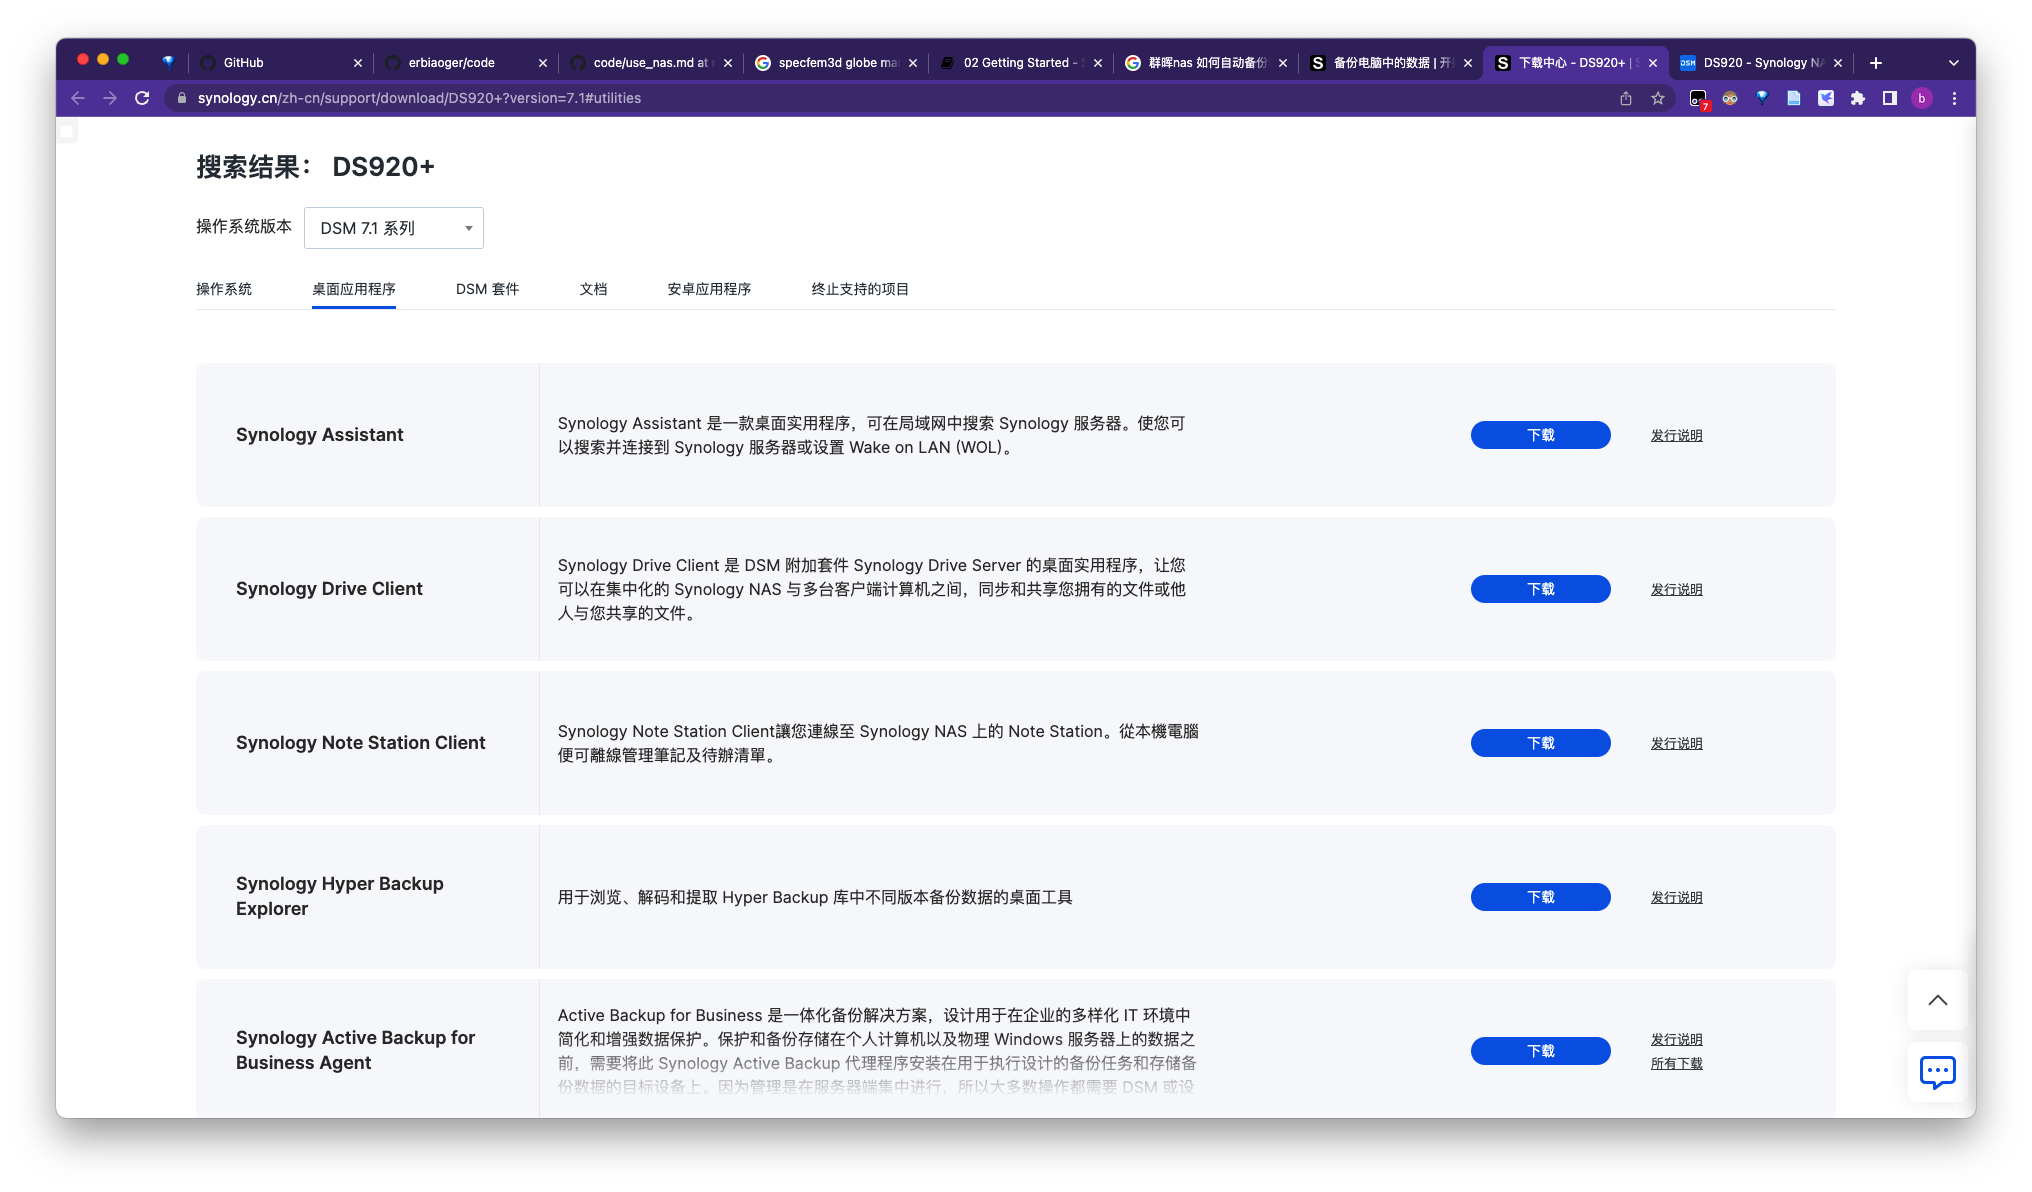 GitHub
erbiaoger/code
code/use_nas.md at
specfem3d globe ma
02 Getting Started -
群晖nas 如何自动备份
备份电脑中的数据 | 开
下载中心 - DS920+ |
DS920 - Synology NA
synology.cn/zh-cn/support/download/DS920+?version=7.1#utilities
7
b
搜索结果： DS920+
操作系统版本
DSM 7.1 系列
操作系统
桌面应用程序
DSM 套件
文档
安卓应用程序
终止支持的项目
Synology Assistant
Synology Assistant 是一款桌面实用程序，可在局域网中搜索 Synology 服务器。使您可
以搜索并连接到 Synology 服务器或设置 Wake on LAN (WOL)。
下载
发行说明
Synology Drive Client
Synology Drive Client 是 DSM 附加套件 Synology Drive Server 的桌面实用程序，让您
可以在集中化的 Synology NAS 与多台客户端计算机之间，同步和共享您拥有的文件或他
人与您共享的文件。
下载
发行说明
Synology Note Station Client
Synology Note Station Client讓您連線至 Synology NAS 上的 Note Station。從本機電腦
便可離線管理筆記及待辦清單。
下载
发行说明
Synology Hyper Backup
Explorer
用于浏览、解码和提取 Hyper Backup 库中不同版本备份数据的桌面工具
下载
发行说明
Synology Active Backup for
Business Agent
Active Backup for Business 是一体化备份解决方案，设计用于在企业的多样化 IT 环境中
简化和增强数据保护。保护和备份存储在个人计算机以及物理 Windows 服务器上的数据之
前，需要将此 Synology Active Backup 代理程序安装在用于执行设计的备份任务和存储备
份数据的目标设备上。因为管理是在服务器端集中进行，所以大多数操作都需要 DSM 或设
下载
发行说明
所有下载